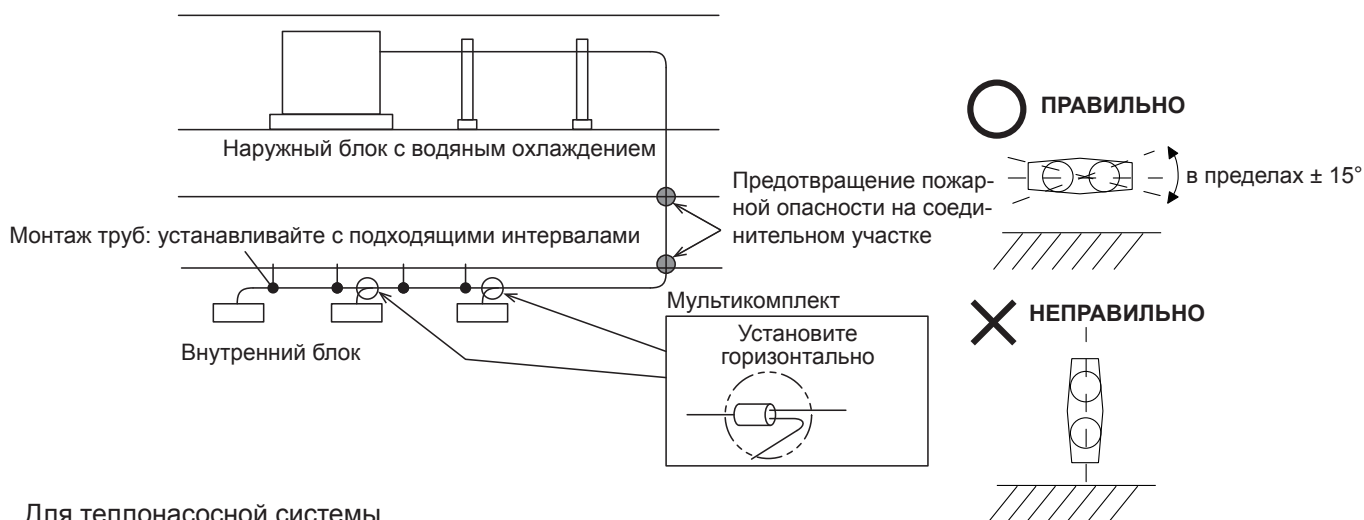 Наружный блок с водяным охлаждением
Монтаж труб: устанавливайте с подходящими интервалами
Внутренний блок
Предотвращение пожар-
ной опасности на соеди-
нительном участке
Мультикомплект
Установите
горизонтально
ПРАВИЛЬНО
в пределах ± 15°
НЕПРАВИЛЬНО
Для теплонасосной системы